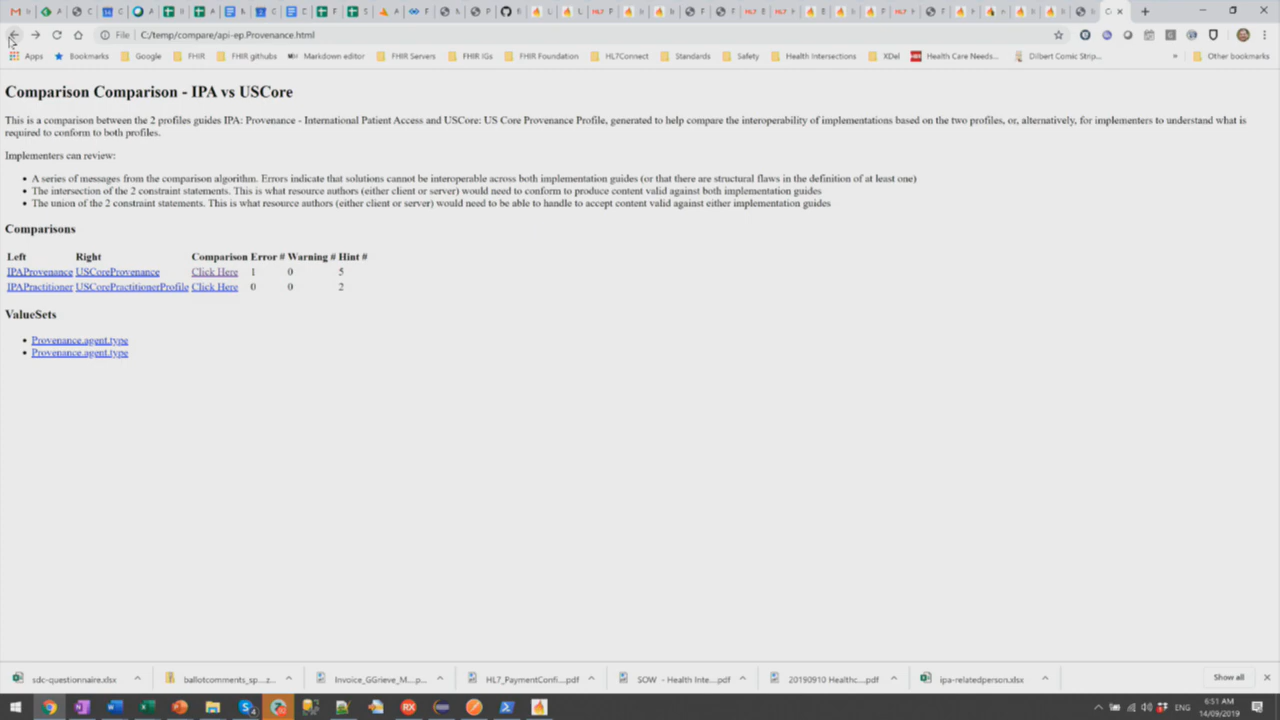 File
C:/temp/compare/api-ep.Provenance.html
Apps
Bookmarks
Google
FHIR
FHIR githubs
Markdown editor
FHIR Servers
FHIR IGs
FHIR Foundation
HL7Connect
Standards
Safety
Health Intersections
XDel
Health Care Needs...
Dilbert Comic Strip...
»
Other bookmarks
Comparison Comparison - IPA vs USCore
This is a comparison between the 2 profiles guides IPA: Provenance - International Patient Access and USCore: US Core Provenance Profile, generated to help compare the interoperability of implementations based on the two profiles, or, alternatively, for implementers to understand what is
required to conform to both profiles.
Implementers can review:
• A series of messages from the comparison algorithm. Errors indicate that solutions cannot be interoperable across both implementation guides (or that there are structural flaws in the definition of at least one)
• The intersection of the 2 constraint statements. This is what resource authors (either client or server) would need to conform to produce content valid against both implementation guides
• The union of the 2 constraint statements. This is what resource authors (either client or server) would need to be able to handle to accept content valid against either implementation guides
Comparisons
Left Right Comparison Error # Warning # Hint #
IPAProvenance USCoreProvenance Click Here 1 0 5
IPAPractitioner USCorePractitionerProfile Click Here 0 0 2
ValueSets
• Provenance.agent.type
• Provenance.agent.type
sdc-questionnaire.xlsx
ballotcomments_sp....z...
Invoice_GGrieve_M....p...
HL7_PaymentConfi....pdf
SOW - Health Inte....pdf
20190910 Healthc....pdf
ipa-relatedperson.xlsx
Show all
ENG
6:51 AM
14/09/2019